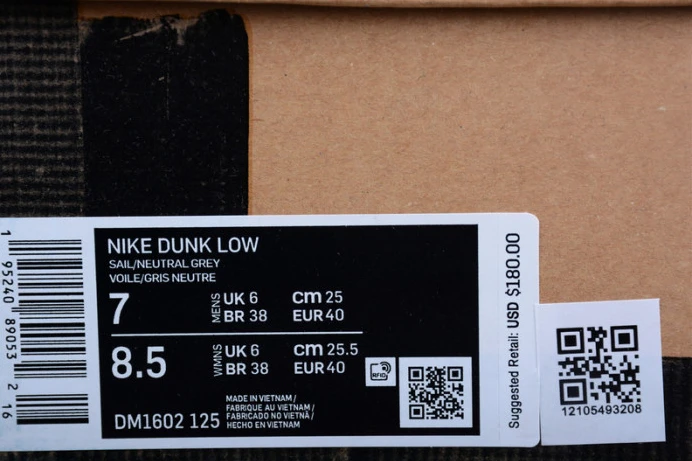 1 95240 89053 2 16
NIKE DUNK LOW
SAIL/NEUTRAL GREY
VOILE/GRIS NEUTRE
7 MENS UK 6 cm 25
BR 38 EUR 40
8.5 WMNS UK 6 cm 25.5
BR 38 EUR 40
RFID
DM1602 125
MADE IN VIETNAM/
FABRIQUE AU VIETNAM/
FABRICADO NO VIETNÃ/
HECHO EN VIETNAM
Suggested Retail: USD $180.00
12105493208